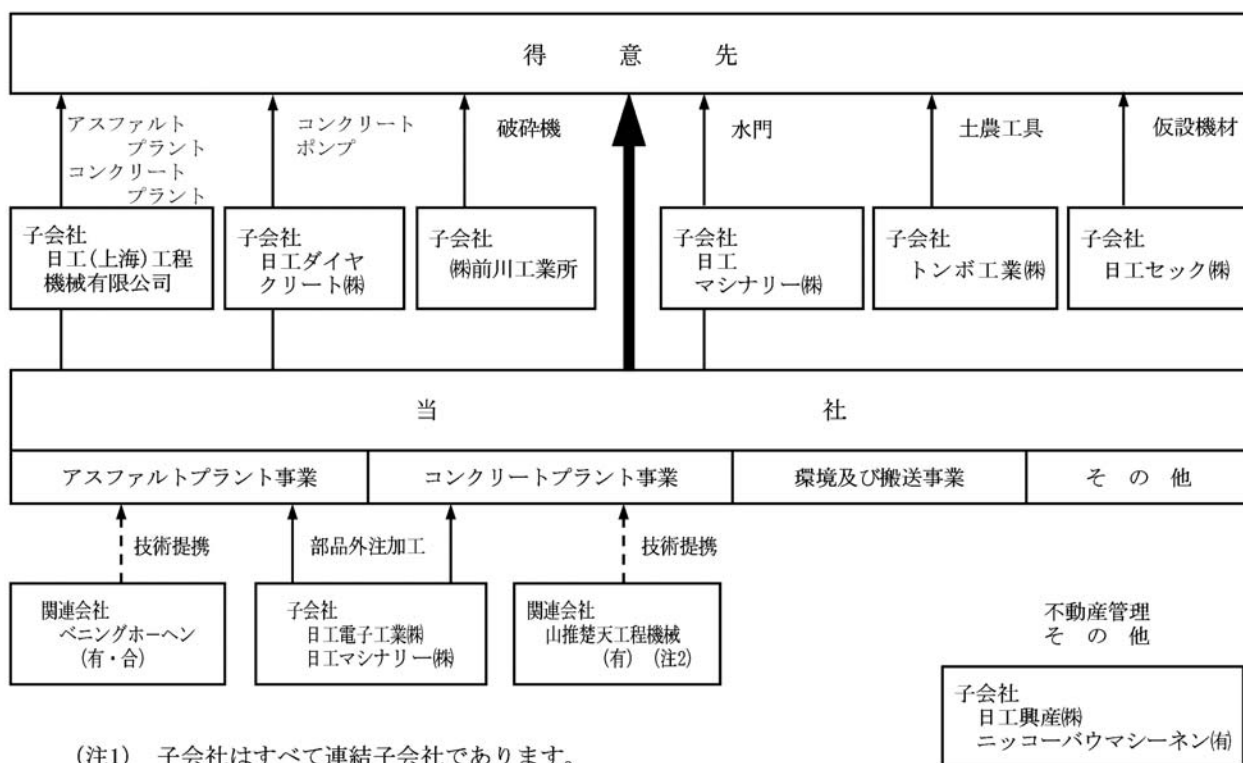 得意先
アスファルト
プラント
コンクリート
プラント
コンクリート
ポンプ
破砕機
水門
土農工具
仮設機材
子会社
日工(上海)工程
機械有限公司
子会社
日工ダイヤ
クリート㈱
子会社
㈱前川工業所
子会社
日工
マシナリー㈱
子会社
トンボ工業㈱
子会社
日工セック㈱
当社
アスファルトプラント事業
コンクリートプラント事業
環境及び搬送事業
その他
技術提携
部品外注加工
技術提携
関連会社
ベニングホーヘン
(有・合)
子会社
日工電子工業㈱
日工マシナリー㈱
関連会社
山推楚天工程機械
(有) (注2)
不動産管理
その他
子会社
日工興産㈱
ニッコーバウマシーネン㈲
(注1) 子会社はすべて連結子会社であります。